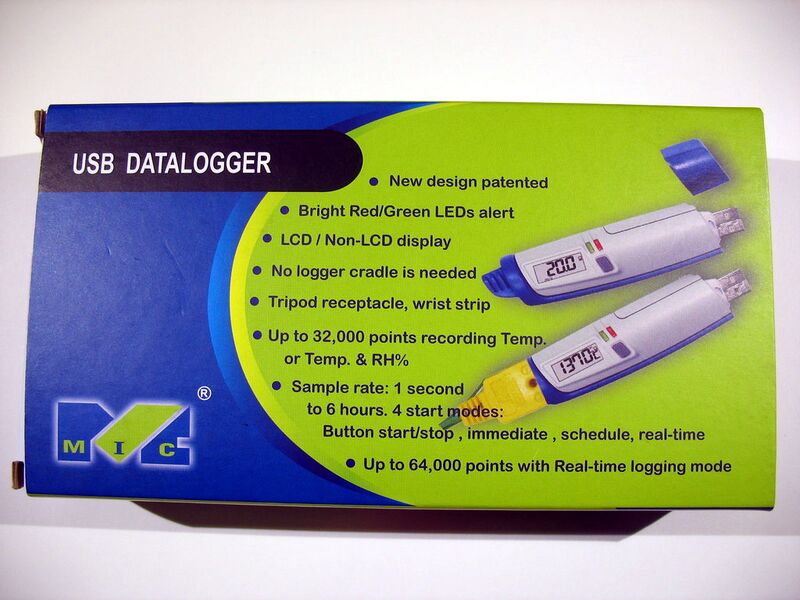 USB DATALOGGER
New design patented
Bright Red/Green LEDs alert
LCD / Non-LCD display
No logger cradle is needed
Tripod receptacle, wrist strip
Up to 32,000 points recording Temp.
or Temp. & RH%
Sample rate: 1 second
to 6 hours. 4 start modes:
Button start/stop , immediate , schedule, real-time
Up to 64,000 points with Real-time logging mode
20.0
1370.2
MIC ®